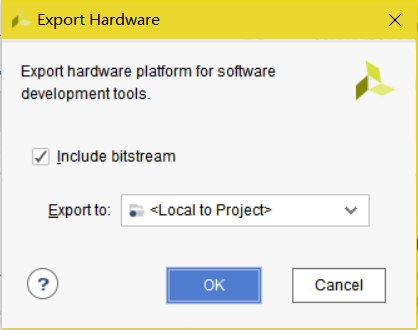 Export Hardware
Export hardware platform for software
development tools.
Include bitstream
Export to:
<Local to Project>
?
OK
Cancel